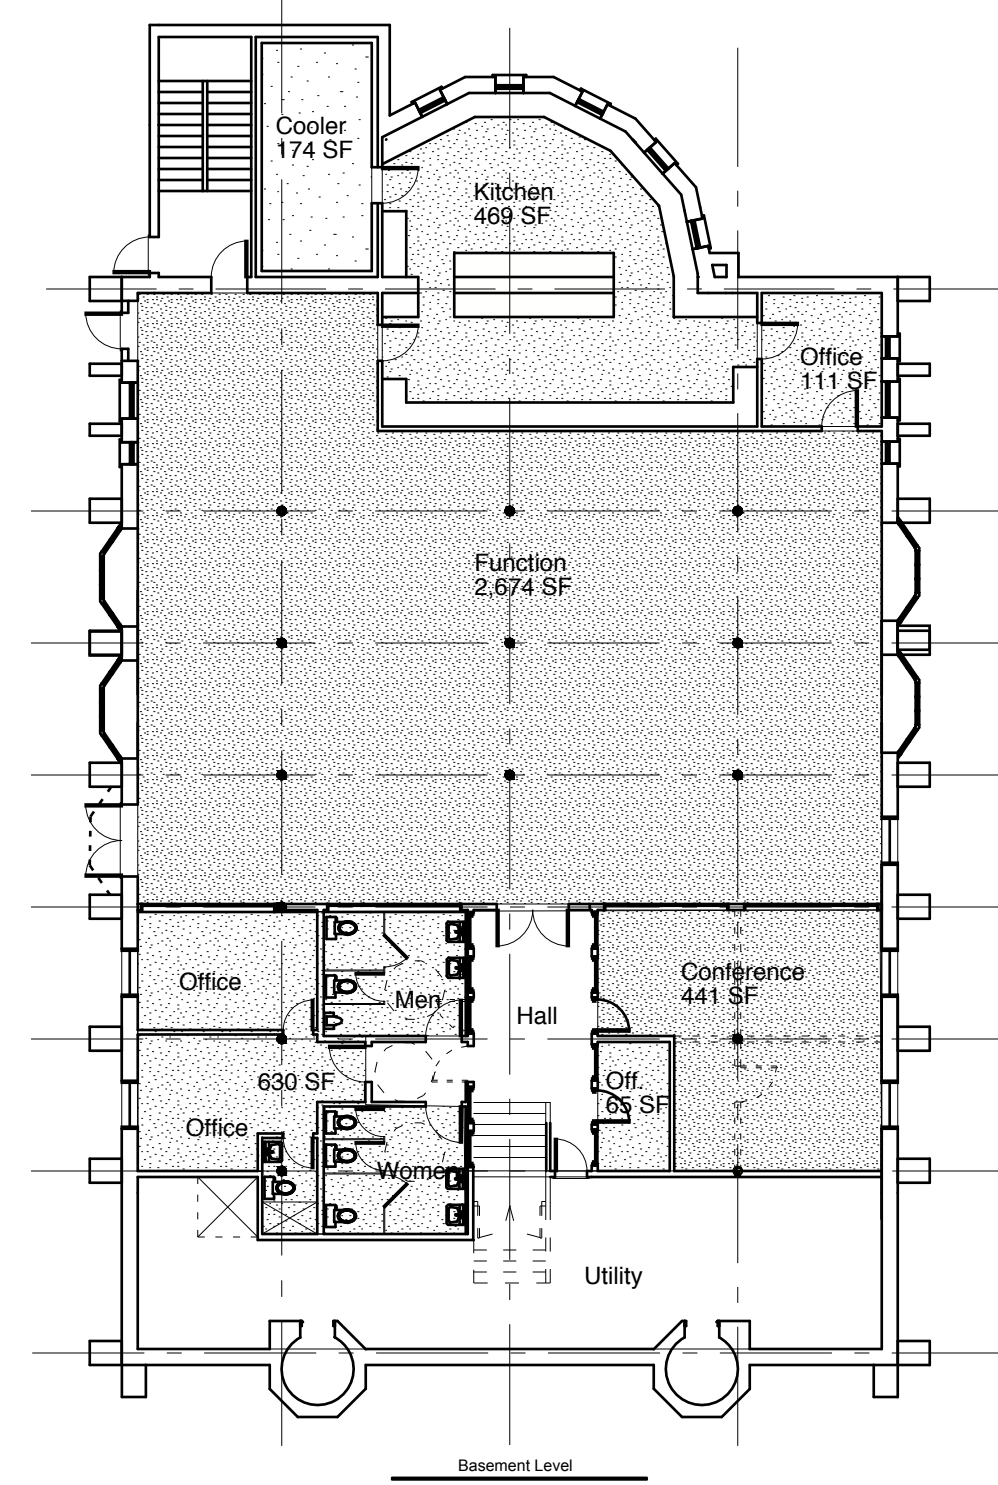 Cooler
174 SF
Kitchen
469 SF
Office
111 SF
Function
2,674 SF
Office
Men
Hall
Conference
441 SF
630 SF
Off.
65 SF
Office
Women
Utility
Basement Level